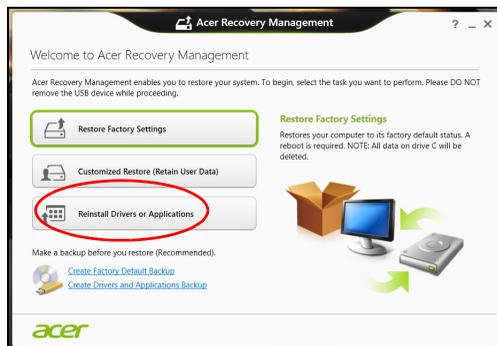 Acer Recovery Management
? _ X
Welcome to Acer Recovery Management
Acer Recovery Management enables you to restore your system. To begin, select the task you want to perform. Please DO NOT
remove the USB device while proceeding.
Restore Factory Settings
Customized Restore (Retain User Data)
Reinstall Drivers or Applications
Restore Factory Settings
Restores your computer to its factory default status. A
reboot is required. NOTE: All data on drive C will be
deleted.
Make a backup before you restore (Recommended).
Create Factory Default Backup
Create Drivers and Applications Backup
acer